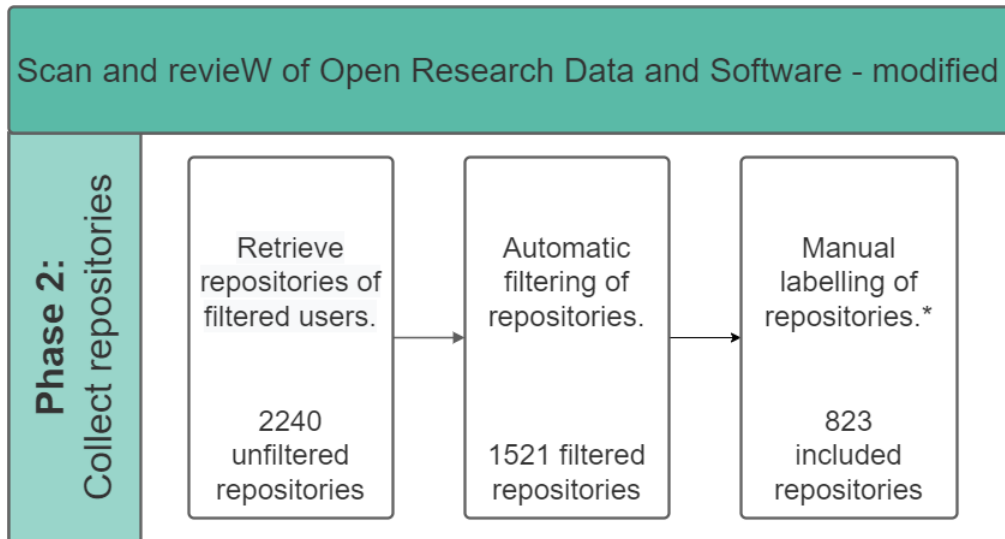 Scan and revieW of Open Research Data and Software - modified
Phase 2:
Collect repositories
Retrieve
repositories of
filtered users.
2240
unfiltered
repositories
Automatic
filtering of
repositories.
1521 filtered
repositories
Manual
labelling of
repositories.*
823
included
repositories